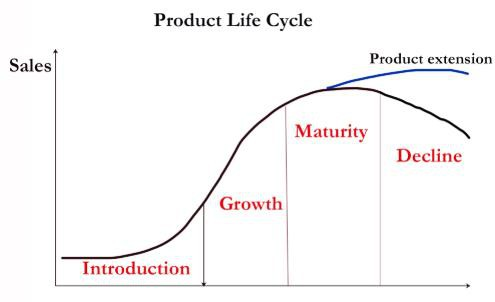 Product Life Cycle
Product extension
Sales
Maturity
Decline
Growth
Introduction